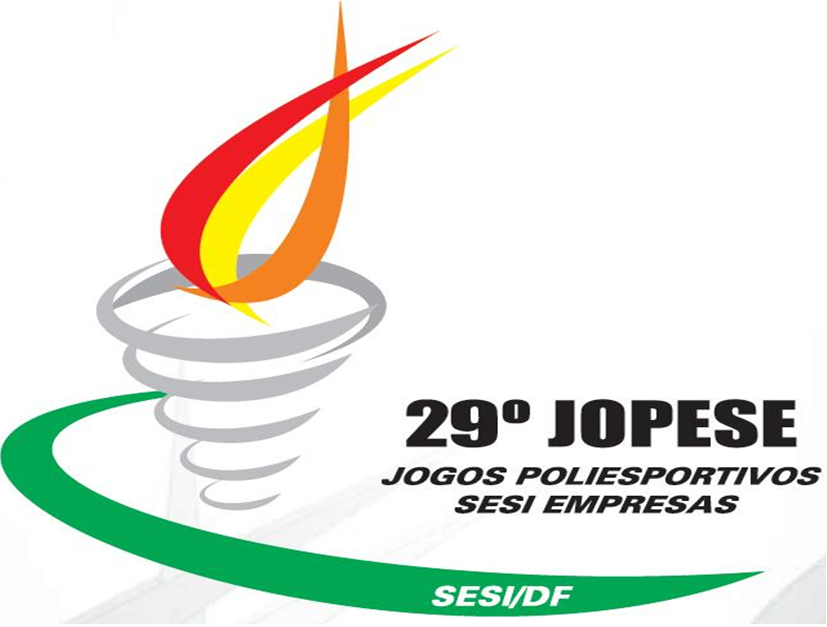 29º JOPESE
JOGOS POLIESPORTIVOS
SESI EMPRESAS
SESI/DF